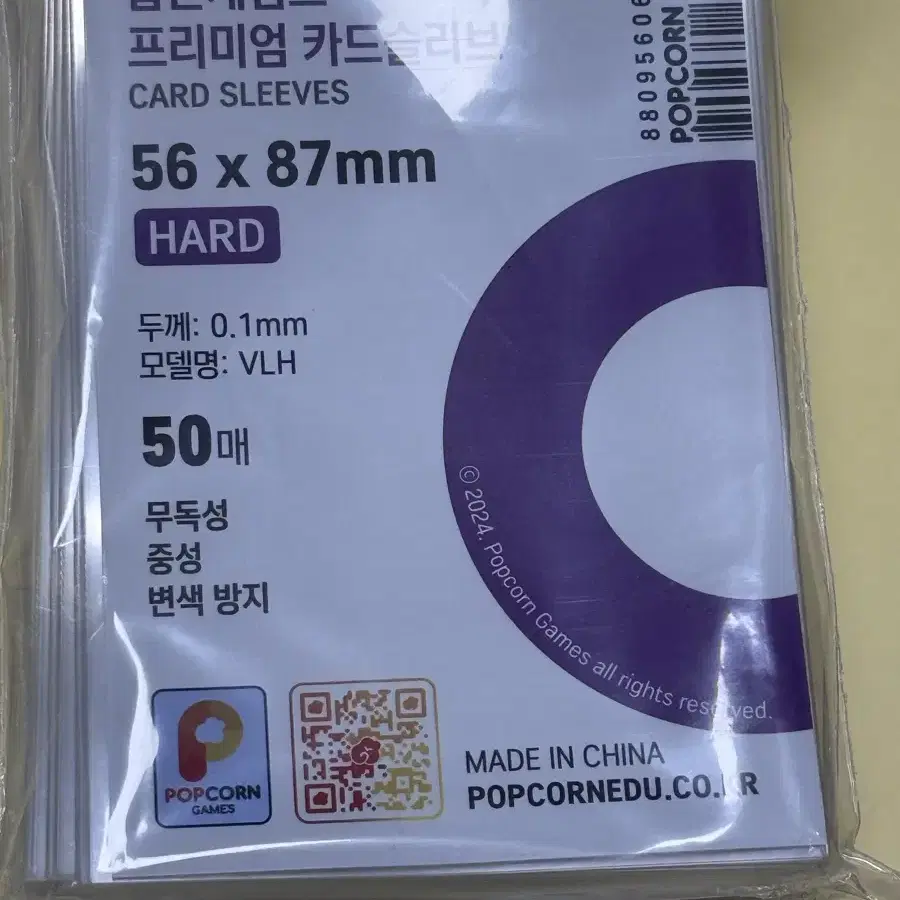 프리미엄 카드슬리브
CARD SLEEVES
56 x 87mm
HARD
두께: 0.1mm
모델명: VLH
50매
무독성
중성
변색 방지
8809560
POPCORN
© 2024. Popcorn Games all rights reserved.
POPCORN
GAMES
MADE IN CHINA
POPCORNEDU.CO.KR